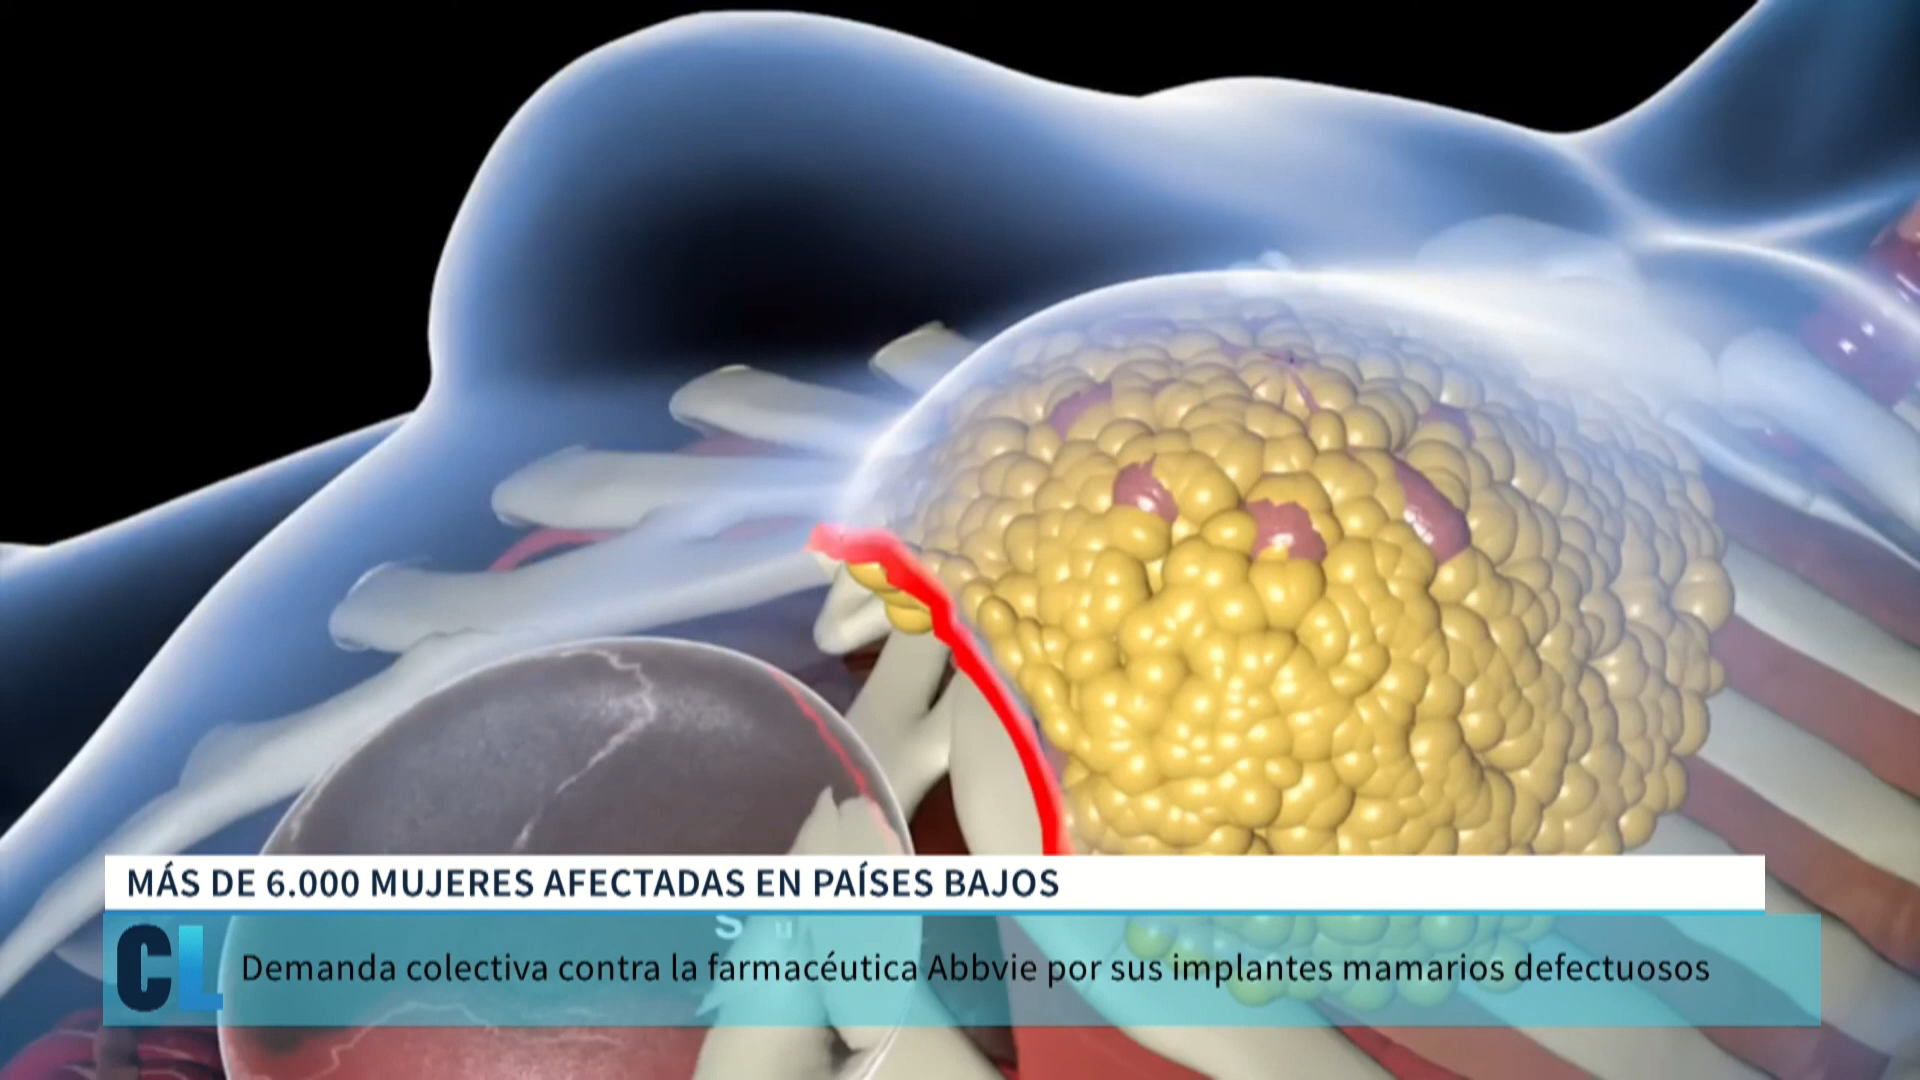 MÁS DE 6.000 MUJERES AFECTADAS EN PAÍSES BAJOS
CL
Demanda colectiva contra la farmacéutica Abbvie por sus implantes mamarios defectuosos